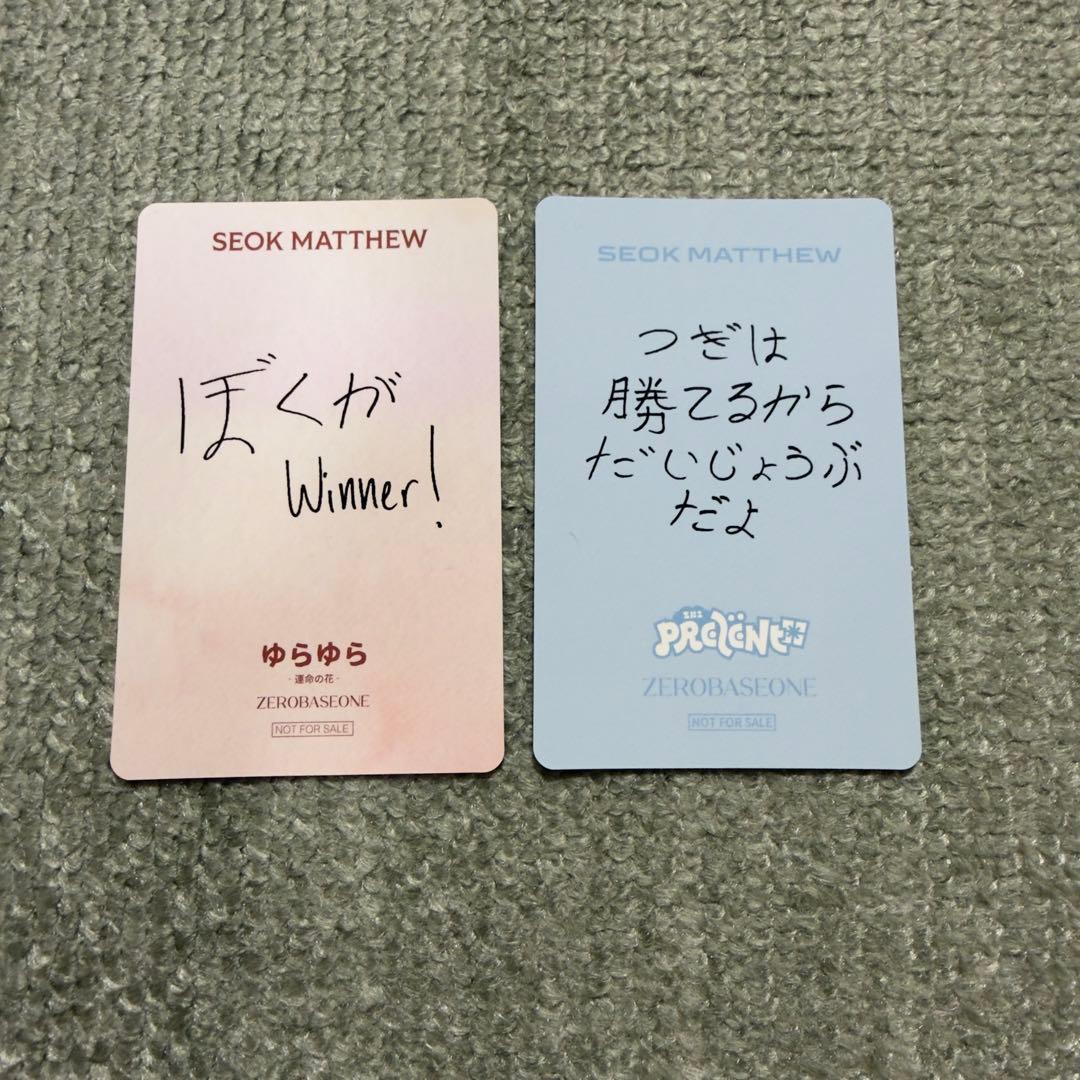 SEOK MATTHEW
ぼくが
Winner!
ゆらゆら
- 運命の花 -
ZEROBASEONE
NOT FOR SALE
SEOK MATTHEW
つぎは
勝てるから
だいじょうぶ
だよ
PREZENT
ZEROBASEONE
NOT FOR SALE